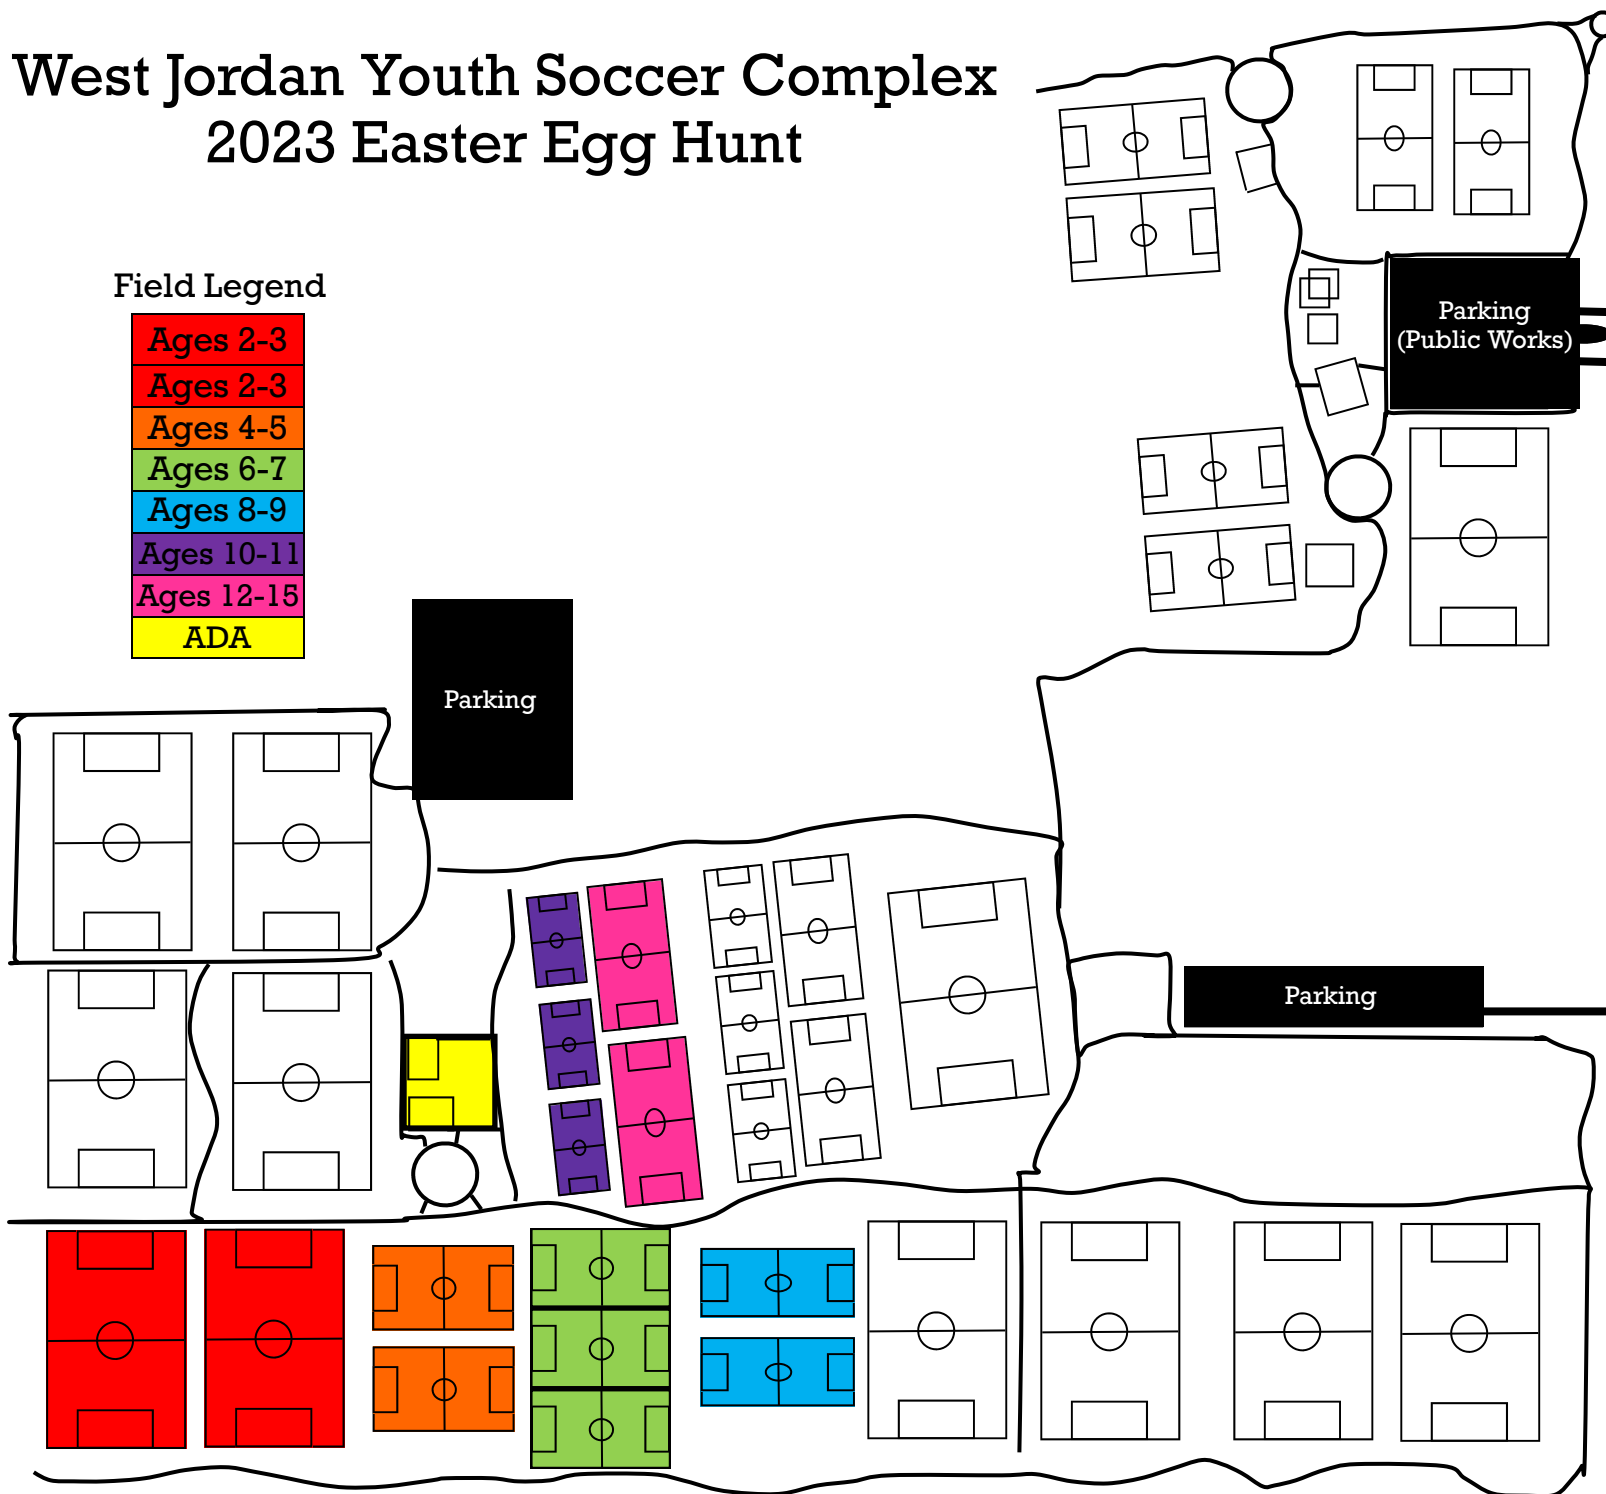 West Jordan Youth Soccer Complex
2023 Easter Egg Hunt
Field Legend
Ages 2-3
Ages 2-3
Ages 4-5
Ages 6-7
Ages 8-9
Ages 10-11
Ages 12-15
ADA
Parking
(Public Works)
Parking
Parking